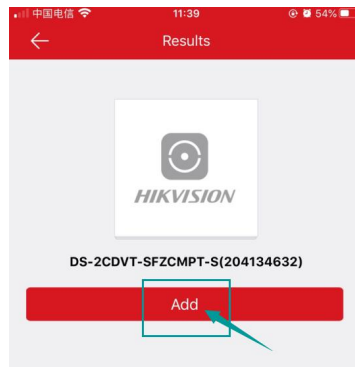 中国电信 11:39 54%
Results
HIKVISION
DS-2CDVT-SFZCMPT-S(204134632)
Add